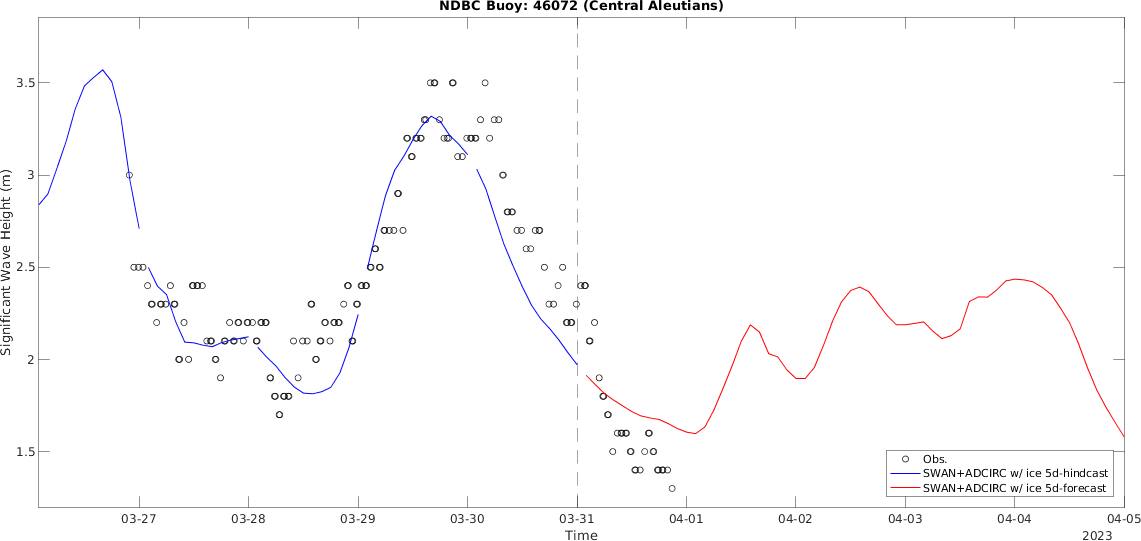 NDBC Buoy: 46072 (Central Aleutians)
3.5
3
2.5
2
1.5
Significant Wave Height (m)
Obs.
SWAN+ADCIRC w/ ice 5d-hindcast
SWAN+ADCIRC w/ ice 5d-forecast
03-27 03-28 03-29 03-30 03-31 04-01 04-02 04-03 04-04 04-05
Time
2023